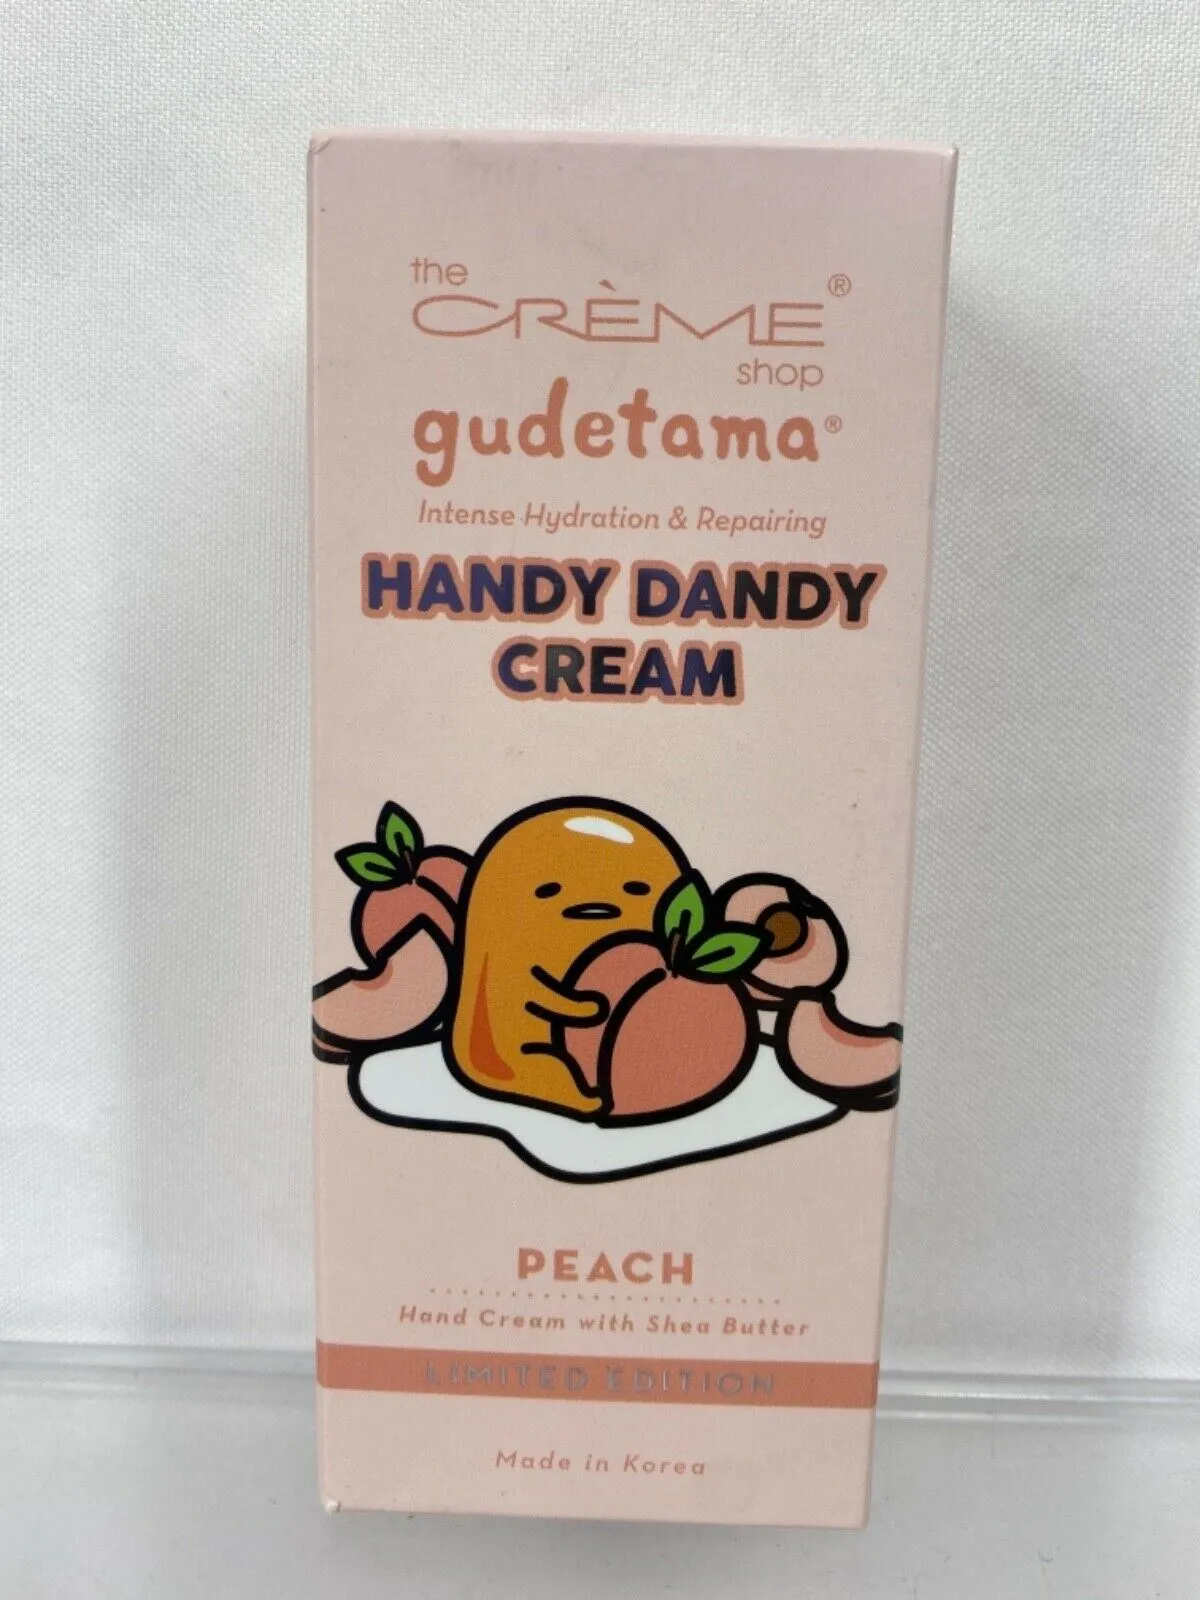 the
CRÈME®
shop
gudetama®
Intense Hydration & Repairing
HANDY DANDY
CREAM
PEACH
Hand Cream with Shea Butter
LIMITED EDITION
Made in Korea